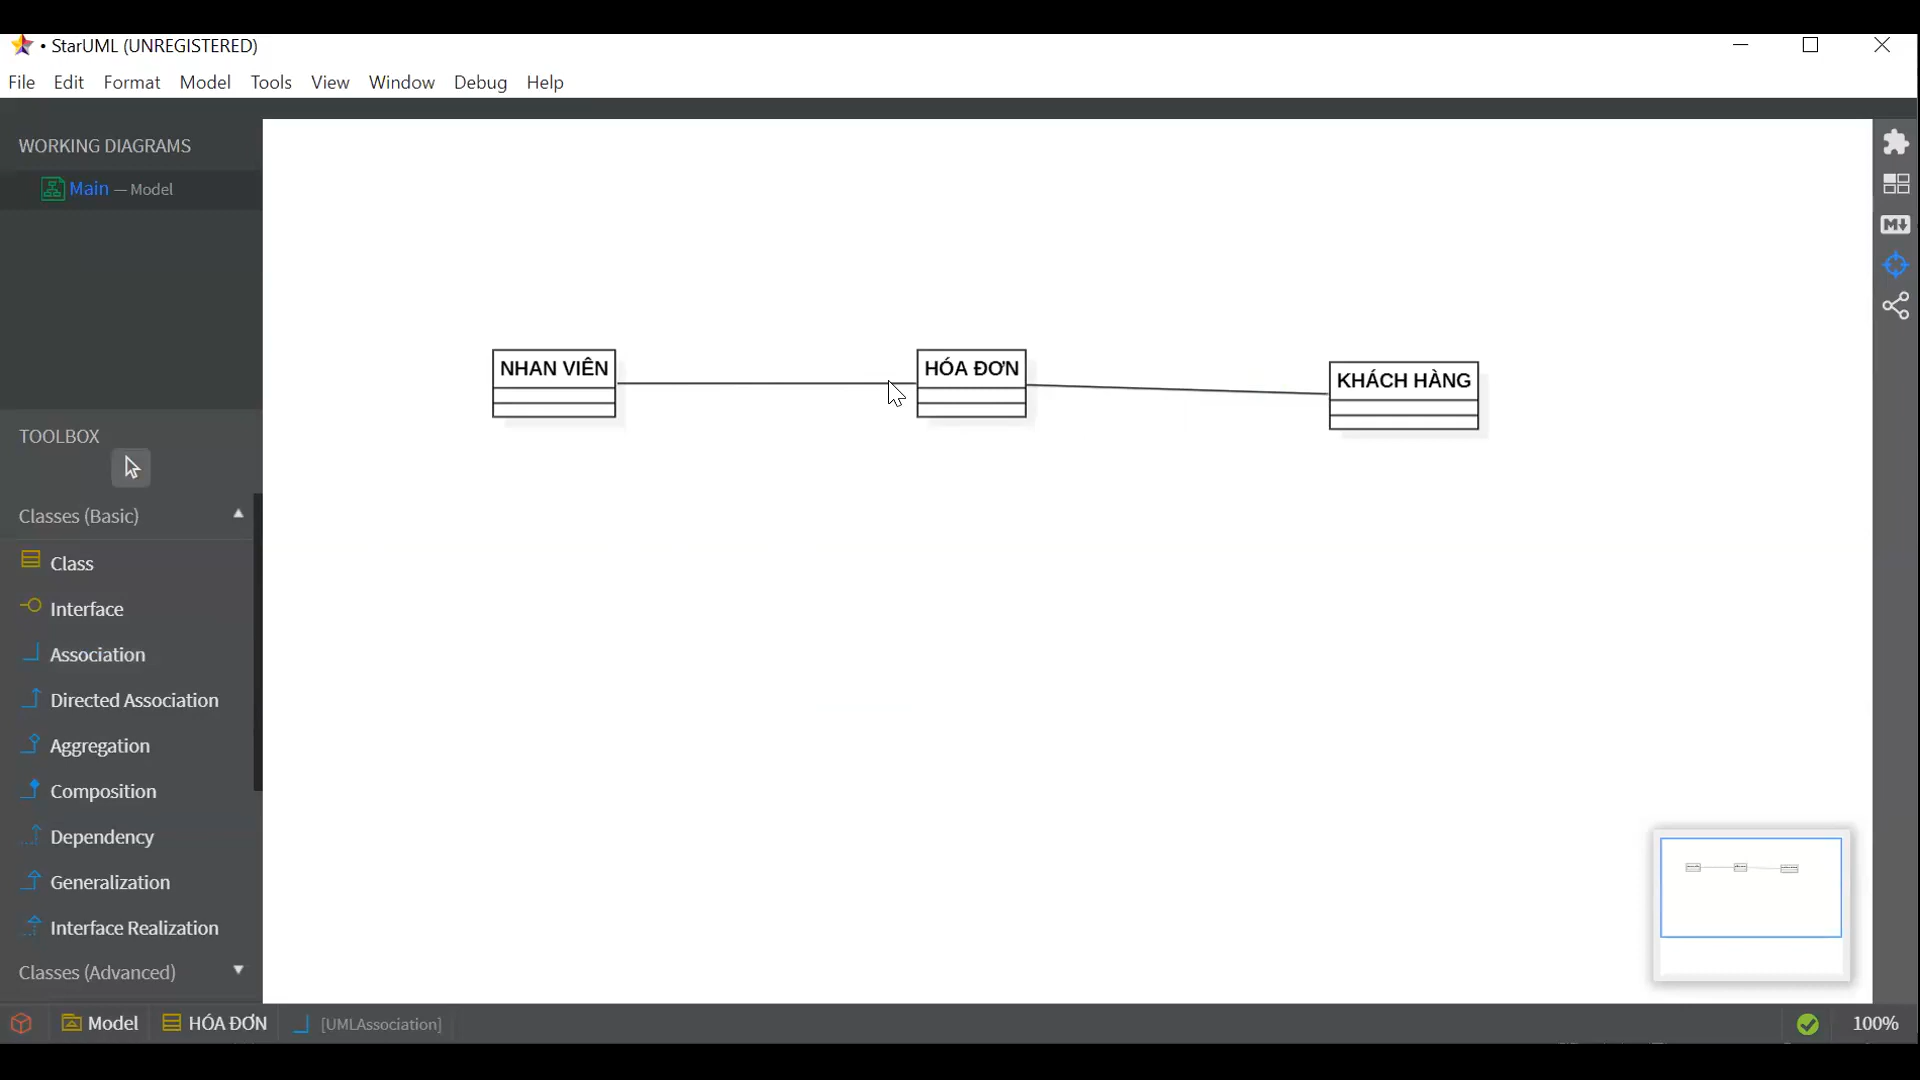 • StarUML (UNREGISTERED)
File Edit Format Model Tools View Window Debug Help
WORKING DIAGRAMS
Main — Model
TOOLBOX
Classes (Basic)
Class
Interface
Association
Directed Association
Aggregation
Composition
Dependency
Generalization
Interface Realization
Classes (Advanced)
NHAN VIÊN
HÓA ĐƠN
KHÁCH HÀNG
M
Model HÓA ĐƠN [UMLAssociation]
100%